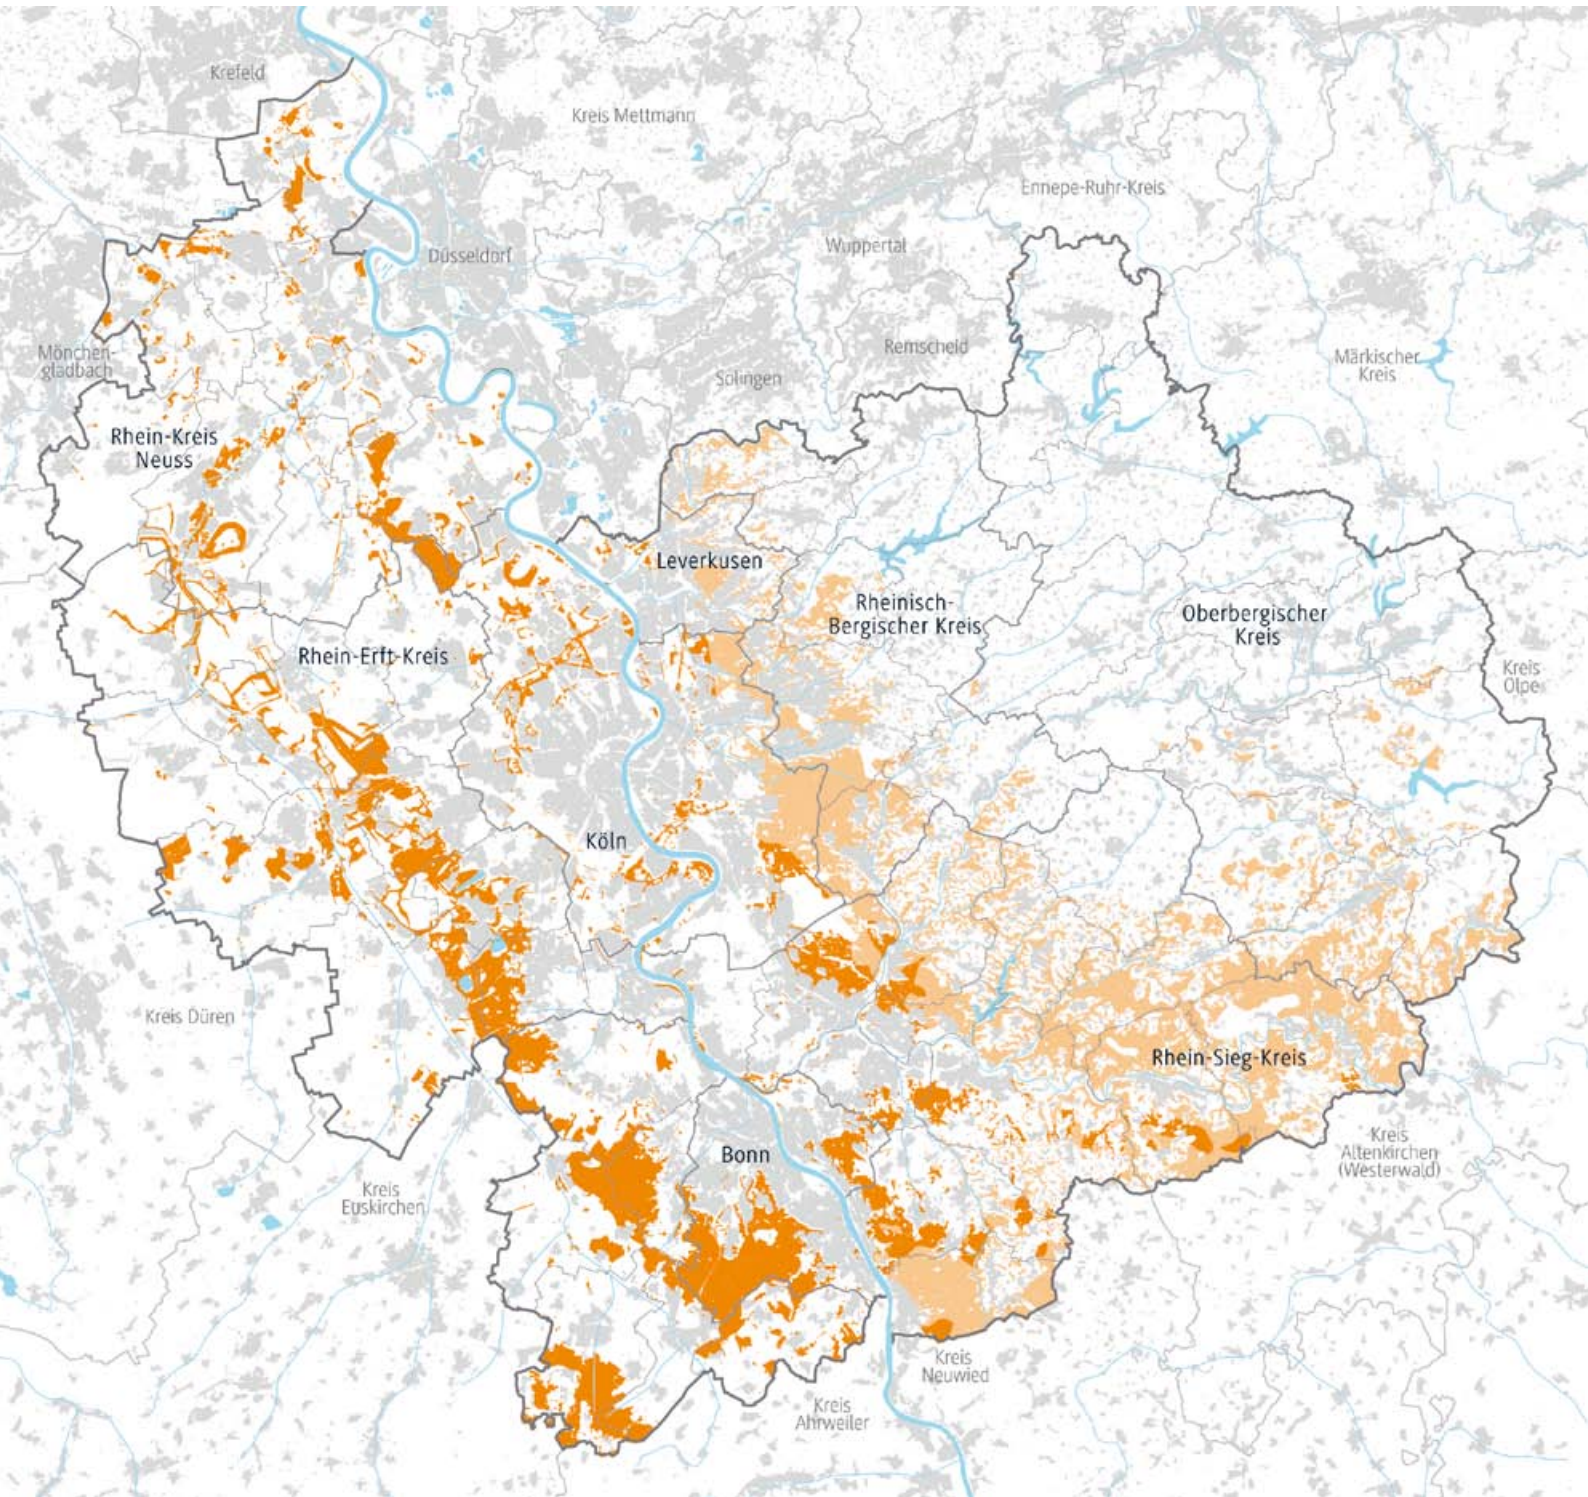 Krefeld
Kreis Mettmann
Ennepe-Ruhr-Kreis
Wuppertal
Düsseldorf
Remscheid
Mönchen-
gladbach
Märkischer
Kreis
Solingen
Rhein-Kreis
Neuss
Leverkusen
Rheinisch-
Bergischer Kreis
Oberbergischer
Kreis
Rhein-Erft-Kreis
Kreis
Olpe
Köln
Kreis Düren
Rhein-Sieg-Kreis
Bonn
Kreis
Altenkirchen
(Westerwald)
Kreis
Euskirchen
Kreis
Neuwied
Kreis
Ahrweiler